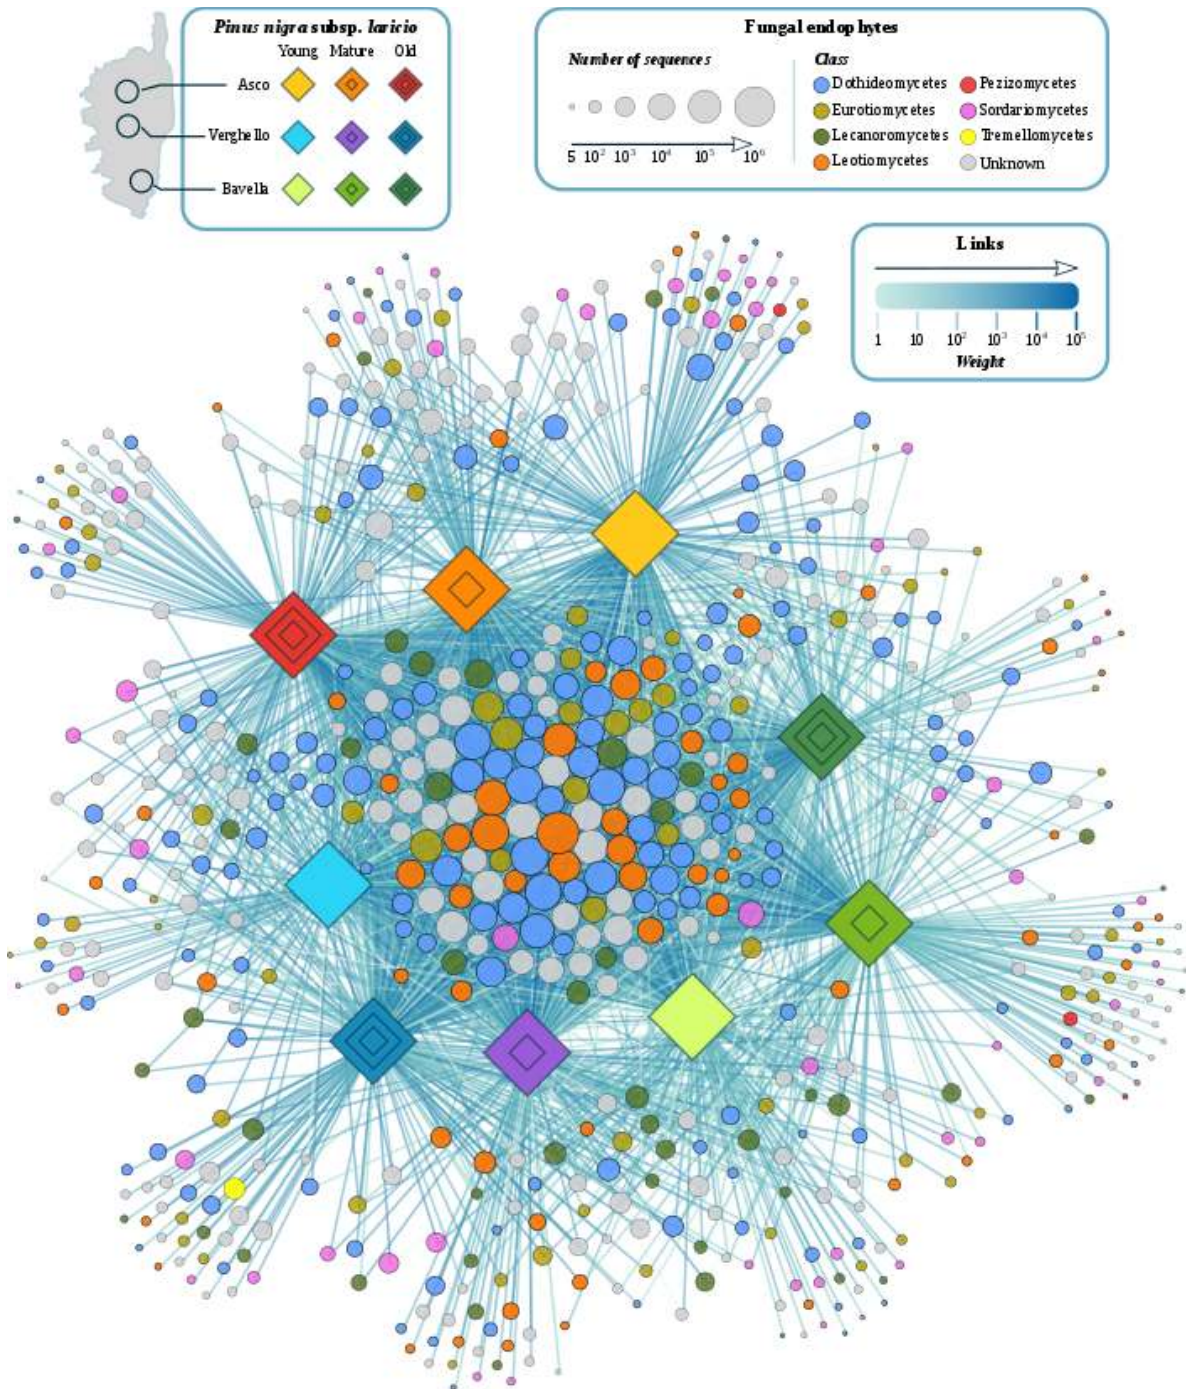 Pinus nigra subsp. laricio
Young Mature Old
Asco
Verghello
Bavella
Fungal endophytes
Number of sequences
5 10² 10³ 10⁴ 10⁵ 10⁶
Class
Dothideomycetes
Eurotiomycetes
Lecanoromycetes
Leotiomycetes
Pezizomycetes
Sordariomycetes
Tremellomycetes
Unknown
Links
1 10 10² 10³ 10⁴ 10⁵
Weight